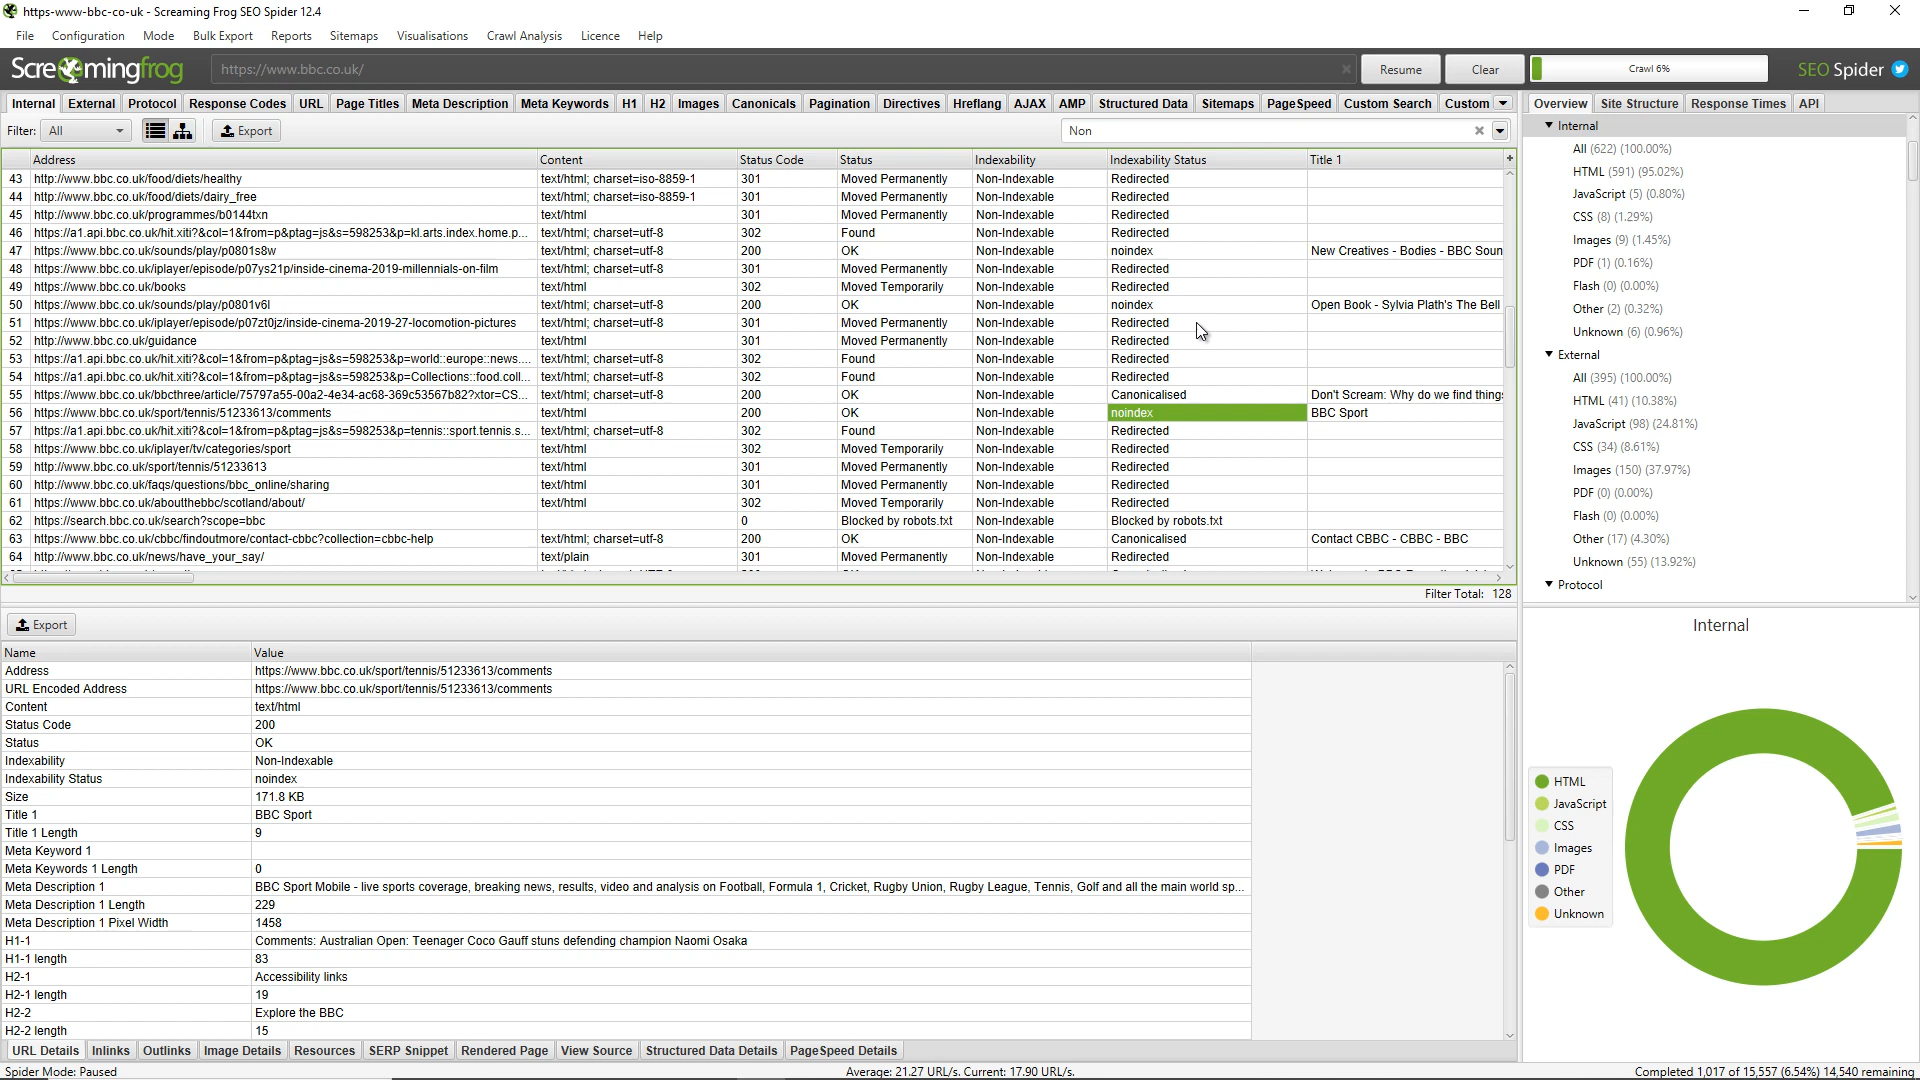 https-www-bbc-co-uk - Screaming Frog SEO Spider 12.4
File Configuration Mode Bulk Export Reports Sitemaps Visualisations Crawl Analysis Licence Help
Screamingfrog https://www.bbc.co.uk/ Resume Clear Crawl 6% SEO Spider
Internal External Protocol Response Codes URL Page Titles Meta Description Meta Keywords H1 H2 Images Canonicals Pagination Directives Hreflang AJAX AMP Structured Data Sitemaps PageSpeed Custom Search Custom
Filter: All Export Non
Address Content Status Code Status Indexability Indexability Status Title 1 +
43 http://www.bbc.co.uk/food/diets/healthy text/html; charset=iso-8859-1 301 Moved Permanently Non-Indexable Redirected
44 http://www.bbc.co.uk/food/diets/dairy_free text/html; charset=iso-8859-1 301 Moved Permanently Non-Indexable Redirected
45 http://www.bbc.co.uk/programmes/b0144txn text/html 301 Moved Permanently Non-Indexable Redirected
46 https://a1.api.bbc.co.uk/hit.xiti?&col=1&from=p&ptag=js&s=598253&p=kl.arts.index.home.p... text/html; charset=utf-8 302 Found Non-Indexable Redirected
47 https://www.bbc.co.uk/sounds/play/p0801s8w text/html; charset=utf-8 200 OK Non-Indexable noindex New Creatives - Bodies - BBC Soun
48 https://www.bbc.co.uk/iplayer/episode/p07ys21p/inside-cinema-2019-millennials-on-film text/html; charset=utf-8 301 Moved Permanently Non-Indexable Redirected
49 https://www.bbc.co.uk/books text/html 302 Moved Temporarily Non-Indexable Redirected
50 https://www.bbc.co.uk/sounds/play/p0801v6l text/html; charset=utf-8 200 OK Non-Indexable noindex Open Book - Sylvia Plath's The Bell
51 https://www.bbc.co.uk/iplayer/episode/p07zt0jz/inside-cinema-2019-27-locomotion-pictures text/html; charset=utf-8 301 Moved Permanently Non-Indexable Redirected
52 http://www.bbc.co.uk/guidance text/html 301 Moved Permanently Non-Indexable Redirected
53 https://a1.api.bbc.co.uk/hit.xiti?&col=1&from=p&ptag=js&s=598253&p=world::europe::news.... text/html; charset=utf-8 302 Found Non-Indexable Redirected
54 https://a1.api.bbc.co.uk/hit.xiti?&col=1&from=p&ptag=js&s=598253&p=Collections::food.coll... text/html; charset=utf-8 302 Found Non-Indexable Redirected
55 https://www.bbc.co.uk/bbcthree/article/75797a55-00a2-4e34-ac68-369c53567b82?xtor=CS... text/html; charset=utf-8 200 OK Non-Indexable Canonicalised Don't Scream: Why do we find things
56 https://www.bbc.co.uk/sport/tennis/51233613/comments text/html 200 OK Non-Indexable noindex BBC Sport
57 https://a1.api.bbc.co.uk/hit.xiti?&col=1&from=p&ptag=js&s=598253&p=tennis::sport.tennis.s... text/html; charset=utf-8 302 Found Non-Indexable Redirected
58 https://www.bbc.co.uk/iplayer/tv/categories/sport text/html 302 Moved Temporarily Non-Indexable Redirected
59 http://www.bbc.co.uk/sport/tennis/51233613 text/html 301 Moved Permanently Non-Indexable Redirected
60 http://www.bbc.co.uk/faqs/questions/bbc_online/sharing text/html 301 Moved Permanently Non-Indexable Redirected
61 https://www.bbc.co.uk/aboutthebbc/scotland/about/ text/html 302 Moved Temporarily Non-Indexable Redirected
62 https://search.bbc.co.uk/search?scope=bbc 0 Blocked by robots.txt Non-Indexable Blocked by robots.txt
63 https://www.bbc.co.uk/cbbc/findoutmore/contact-cbbc?collection=cbbc-help text/html; charset=utf-8 200 OK Non-Indexable Canonicalised Contact CBBC - CBBC - BBC
64 http://www.bbc.co.uk/news/have_your_say/ text/plain 301 Moved Permanently Non-Indexable Redirected
Filter Total: 128
Export
Name Value
Address https://www.bbc.co.uk/sport/tennis/51233613/comments
URL Encoded Address https://www.bbc.co.uk/sport/tennis/51233613/comments
Content text/html
Status Code 200
Status OK
Indexability Non-Indexable
Indexability Status noindex
Size 171.8 KB
Title 1 BBC Sport
Title 1 Length 9
Meta Keyword 1
Meta Keywords 1 Length 0
Meta Description 1 BBC Sport Mobile - live sports coverage, breaking news, results, video and analysis on Football, Formula 1, Cricket, Rugby Union, Rugby League, Tennis, Golf and all the main world sp...
Meta Description 1 Length 229
Meta Description 1 Pixel Width 1458
H1-1 Comments: Australian Open: Teenager Coco Gauff stuns defending champion Naomi Osaka
H1-1 length 83
H2-1 Accessibility links
H2-1 length 19
H2-2 Explore the BBC
H2-2 length 15
URL Details Inlinks Outlinks Image Details Resources SERP Snippet Rendered Page View Source Structured Data Details PageSpeed Details
Overview Site Structure Response Times API
Internal
All (622) (100.00%)
HTML (591) (95.02%)
JavaScript (5) (0.80%)
CSS (8) (1.29%)
Images (9) (1.45%)
PDF (1) (0.16%)
Flash (0) (0.00%)
Other (2) (0.32%)
Unknown (6) (0.96%)
External
All (395) (100.00%)
HTML (41) (10.38%)
JavaScript (98) (24.81%)
CSS (34) (8.61%)
Images (150) (37.97%)
PDF (0) (0.00%)
Flash (0) (0.00%)
Other (17) (4.30%)
Unknown (55) (13.92%)
Protocol
Internal
HTML
JavaScript
CSS
Images
PDF
Other
Unknown
Spider Mode: Paused Average: 21.27 URL/s. Current: 17.90 URL/s. Completed 1,017 of 15,557 (6.54%) 14,540 remaining